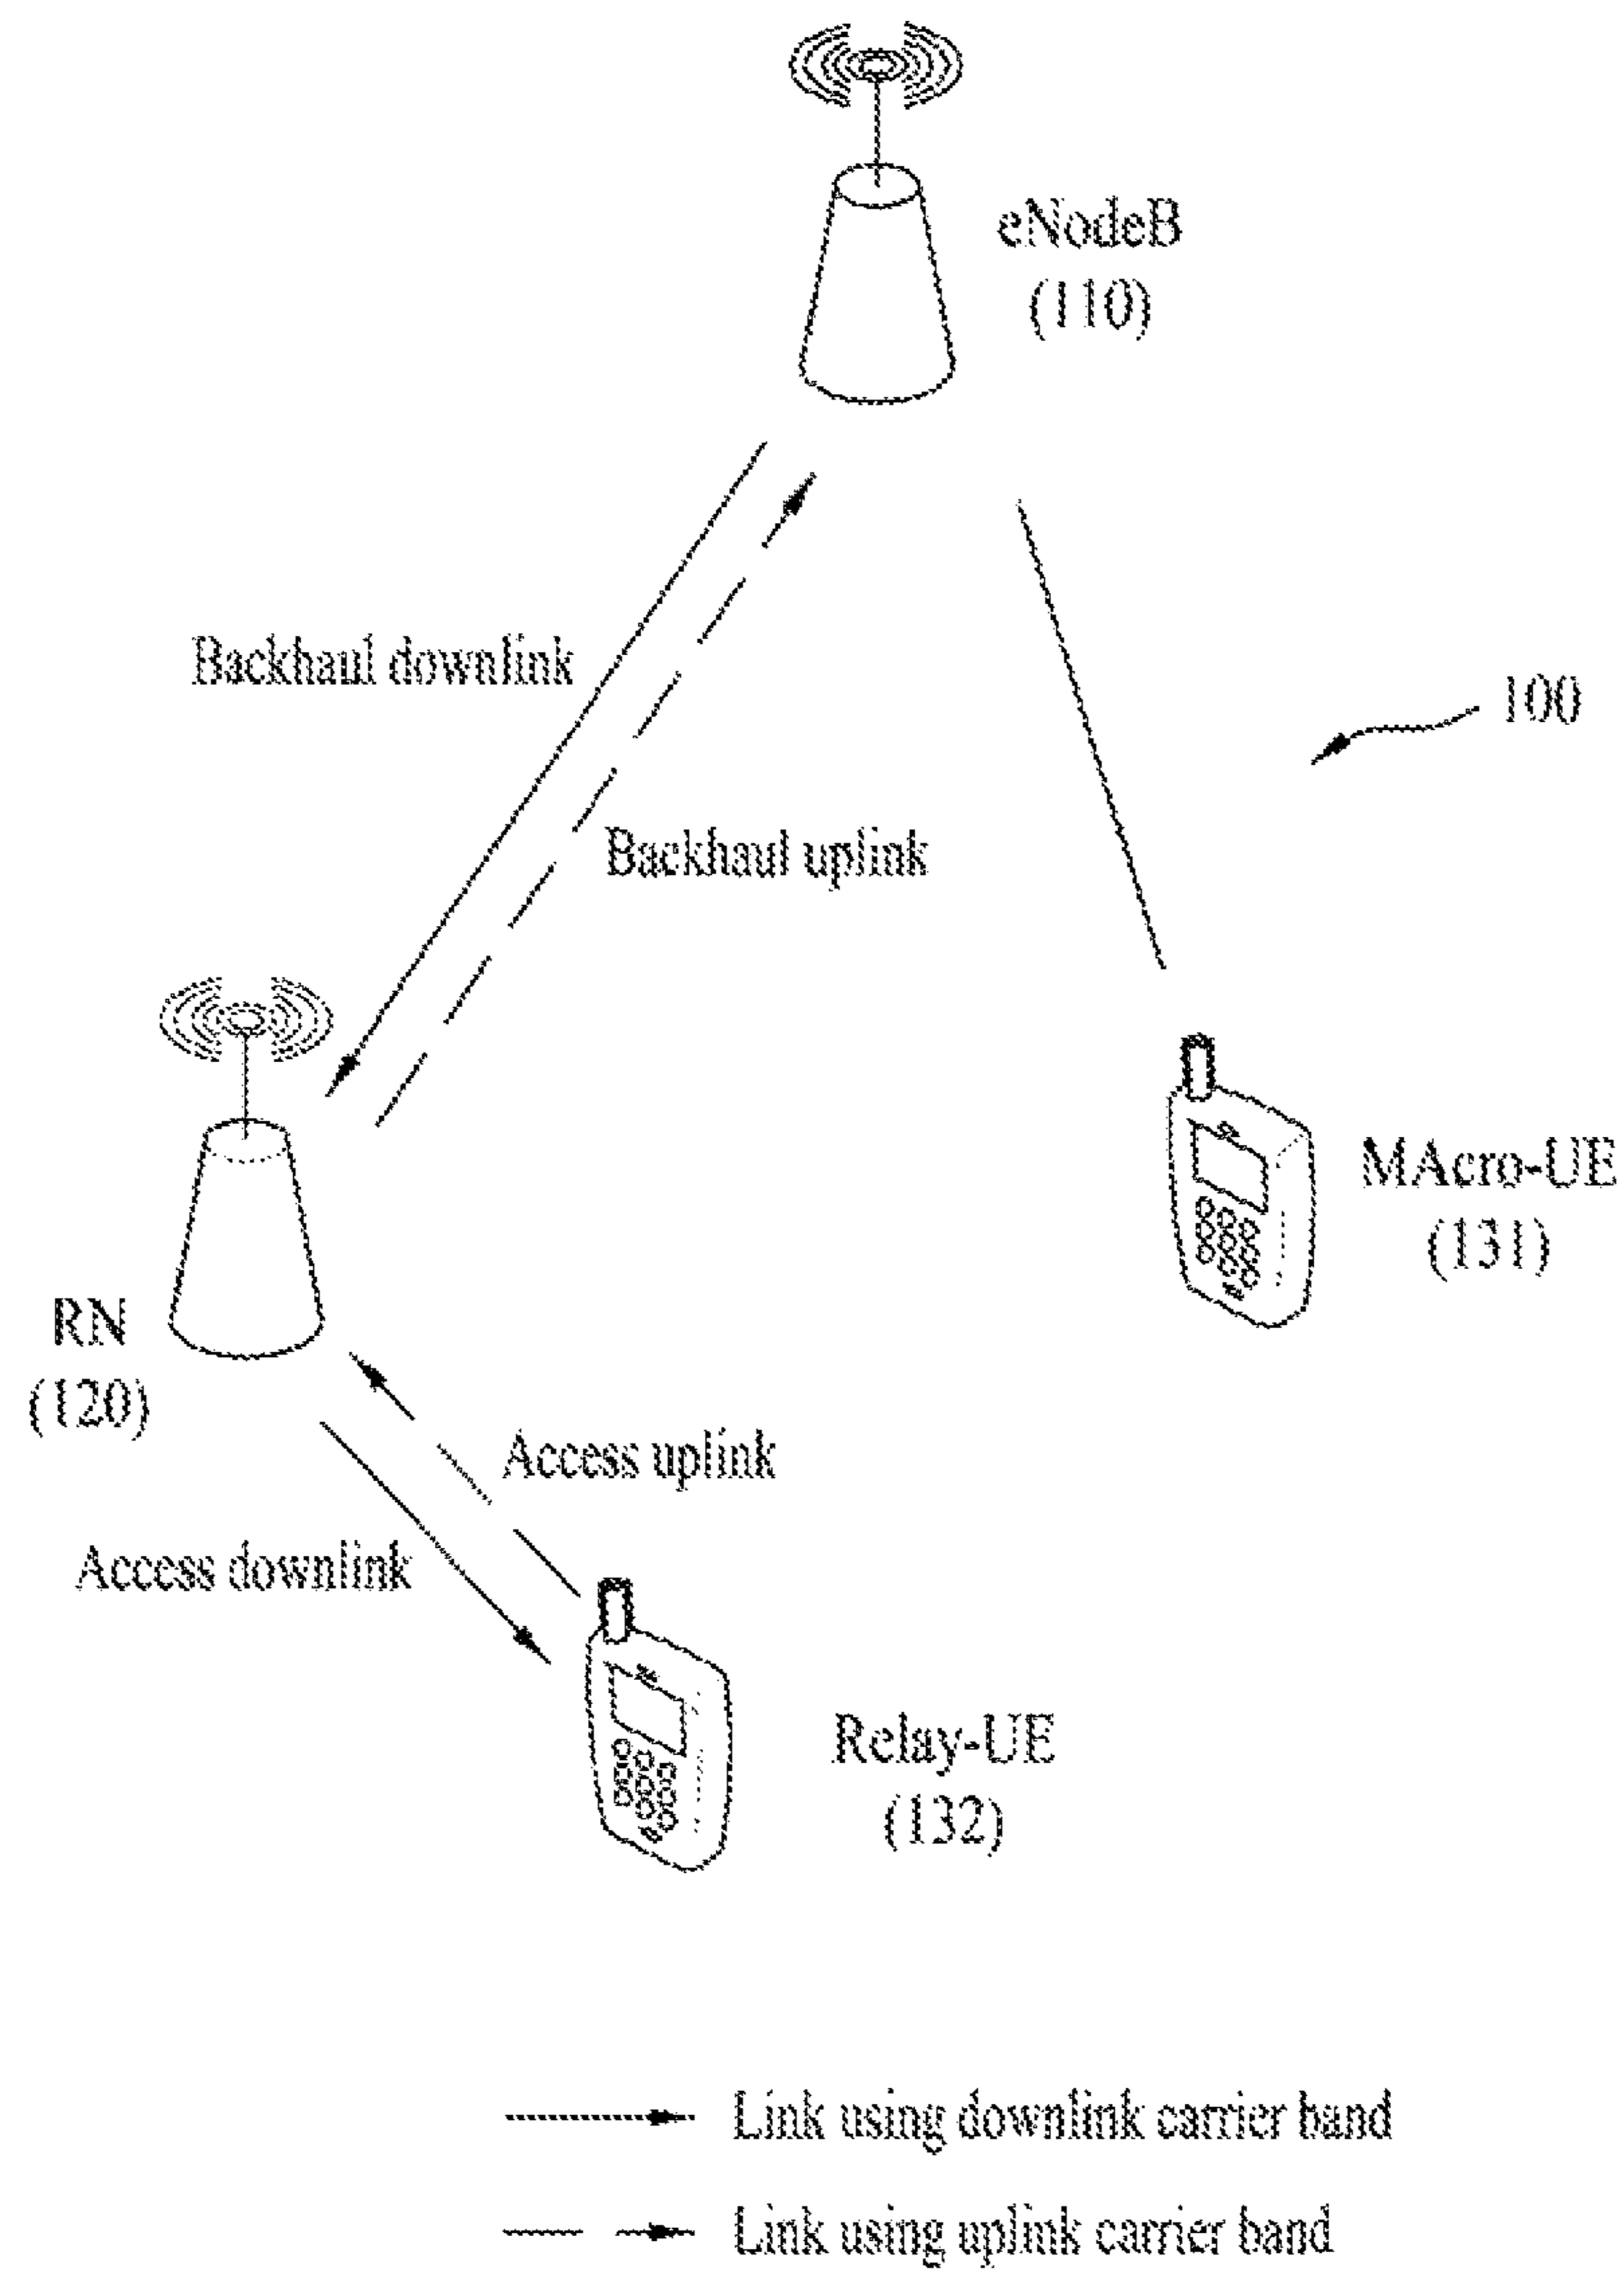 eNodeB
(110)
Backhaul downlink
100
Backhaul uplink
MAcro-UE
(131)
RN
(120)
Access uplink
Access downlink
Relay-UE
(132)
Link using downlink carrier band
Link using uplink carrier band